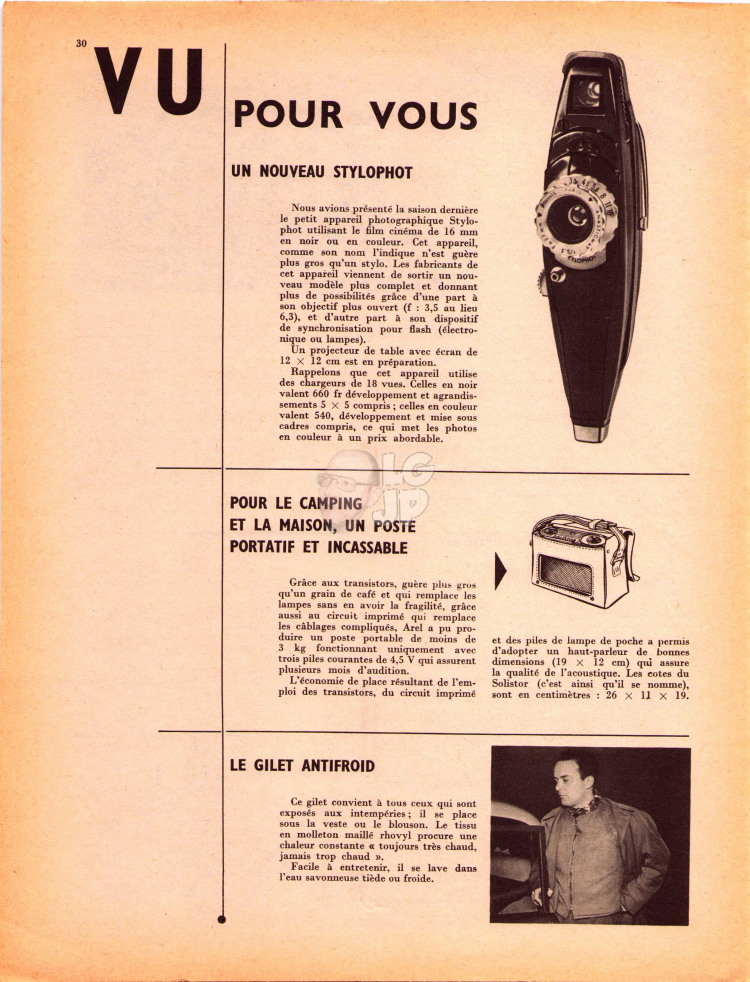 30
VU
POUR VOUS
UN NOUVEAU STYLOPHOT
Nous avions présenté la saison dernière
le petit appareil photographique Stylo-
phot utilisant le film cinéma de 16 mm
en noir ou en couleur. Cet appareil,
comme son nom l'indique n'est guère
plus gros qu'un stylo. Les fabricants de
cet appareil viennent de sortir un nou-
veau modèle plus complet et donnant
plus de possibilités grâce d'une part à
son objectif plus ouvert (f : 3,5 au lieu
6,3), et d'autre part à son dispositif
de synchronisation pour flash (électro-
nique ou lampes).
Un projecteur de table avec écran de
12 × 12 cm est en préparation.
Rappelons que cet appareil utilise
des chargeurs de 18 vues. Celles en noir
valent 660 fr développement et agrandis-
sements 5 × 5 compris ; celles en couleur
valent 540, développement et mise sous
cadres compris, ce qui met les photos
en couleur à un prix abordable.
LG
JP
POUR LE CAMPING
ET LA MAISON, UN POSTE
PORTATIF ET INCASSABLE
Grâce aux transistors, guère plus gros
qu'un grain de café et qui remplace les
lampes sans en avoir la fragilité, grâce
aussi au circuit imprimé qui remplace
les câblages compliqués, Arel a pu pro-
duire un poste portable de moins de
3 kg fonctionnant uniquement avec
trois piles courantes de 4,5 V qui assurent
plusieurs mois d'audition.
L'économie de place résultant de l'em-
ploi des transistors, du circuit imprimé
et des piles de lampe de poche a permis
d'adopter un haut-parleur de bonnes
dimensions (19 × 12 cm) qui assure
la qualité de l'acoustique. Les cotes du
Solistor (c'est ainsi qu'il se nomme),
sont en centimètres : 26 × 11 × 19.
LE GILET ANTIFROID
Ce gilet convient à tous ceux qui sont
exposés aux intempéries ; il se place
sous la veste ou le blouson. Le tissu
en molleton maillé rhovyl procure une
chaleur constante « toujours très chaud,
jamais trop chaud ».
Facile à entretenir, il se lave dans
l'eau savonneuse tiède ou froide.